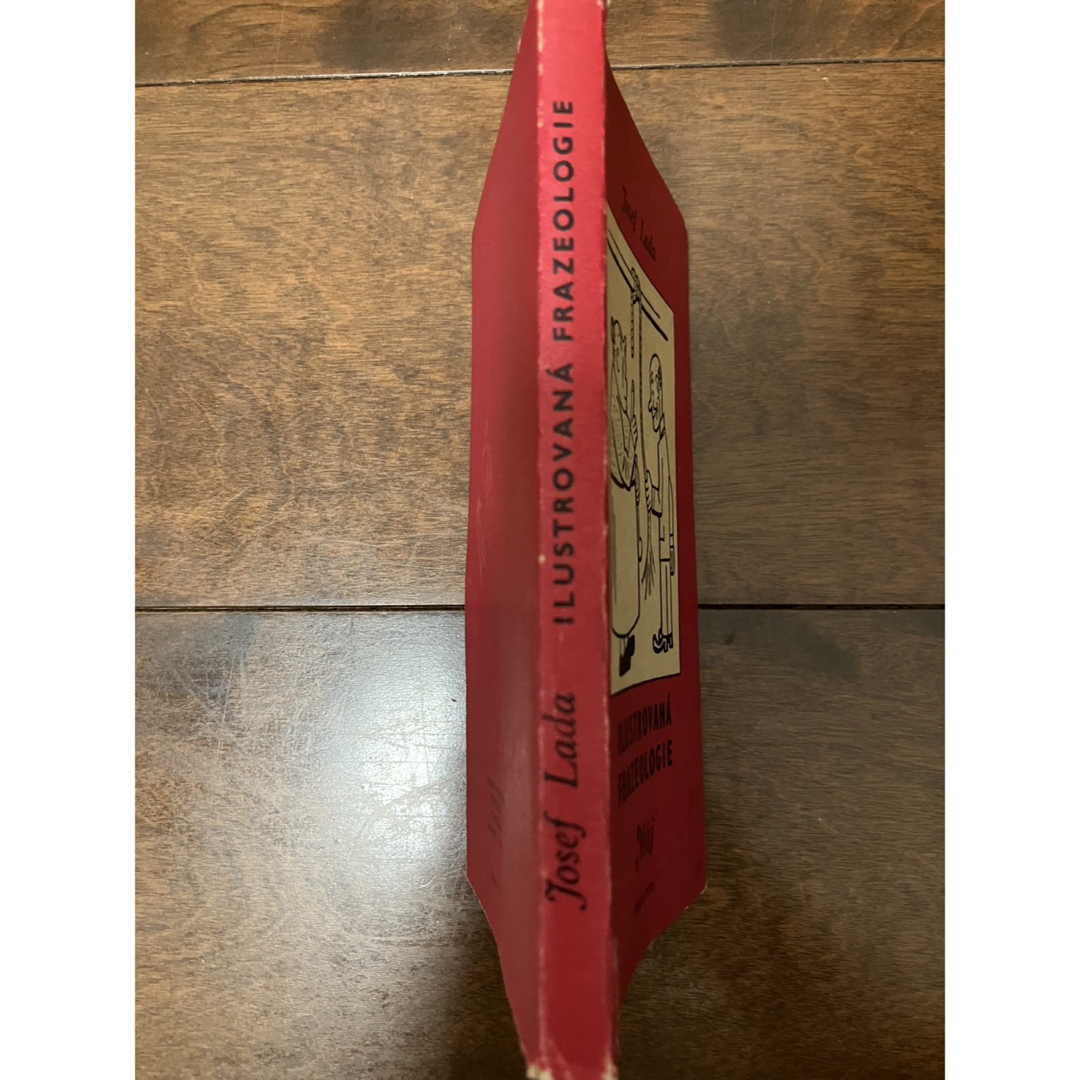 Josef Lada ILUSTROVANÁ FRAZEOLOGIE
Josef Lada
ILUSTROVANÁ
FRAZEOLOGIE